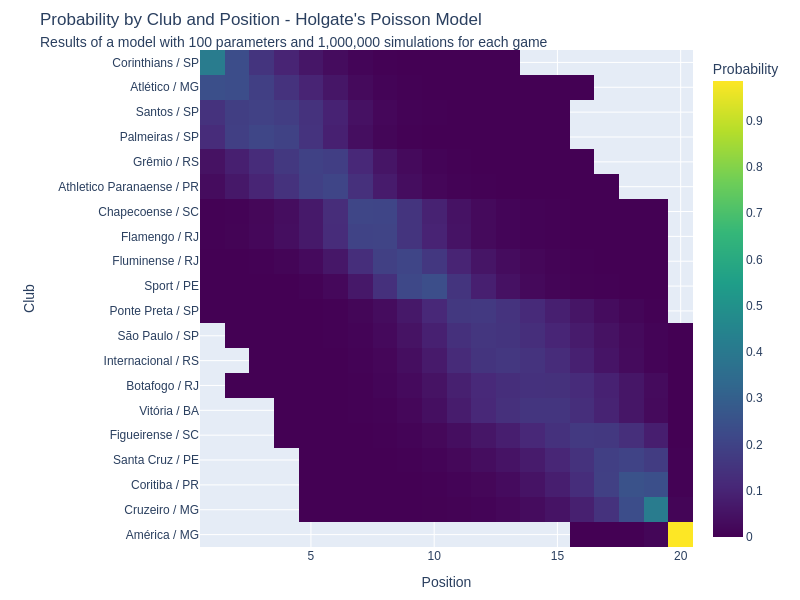 Probability by Club and Position - Holgate's Poisson Model
Results of a model with 100 parameters and 1,000,000 simulations for each game
Probability
Club
Corinthians / SP
Atlético / MG
Santos / SP
Palmeiras / SP
Grêmio / RS
Athletico Paranaense / PR
Chapecoense / SC
Flamengo / RJ
Fluminense / RJ
Sport / PE
Ponte Preta / SP
São Paulo / SP
Internacional / RS
Botafogo / RJ
Vitória / BA
Figueirense / SC
Santa Cruz / PE
Coritiba / PR
Cruzeiro / MG
América / MG
0.9
0.8
0.7
0.6
0.5
0.4
0.3
0.2
0.1
0
5 10 15 20
Position